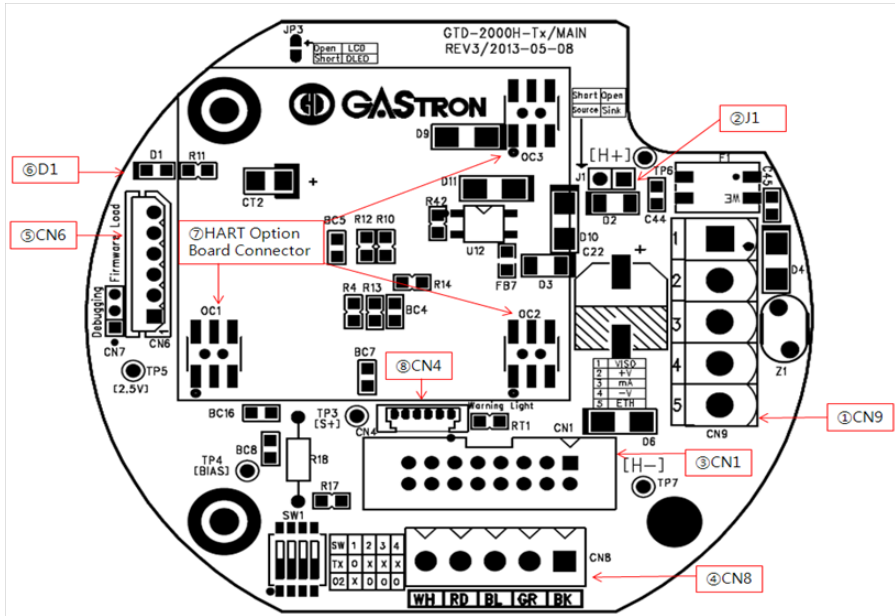 JP3
Open LCD
Short OLED
GTD-2000H-Tx/MAIN
REV3/2013-05-08
GASTRON
Short Open
Source Sink
②J1
D9
OC3
[H+]
TP6
F1
WE
C45
⑥D1
D1
R11
CT2
+
D11
J1
D2
C44
R42
U12
D10
C22
+
⑤CN6
Firmware Load
Debugging
⑦HART Option
Board Connector
BC5
R12
R10
R14
FB7
D3
1
2
3
4
5
D4
Z1
CN9
①CN9
R4
R13
BC4
OC1
OC2
CN7
CN6
1
TP5
[2,5V]
BC7
⑧CN4
1 VISO
2 +V
3 mA
4 -V
5 ETH
BC16
TP3
[S+]
CN4
Warning Light
RT1
CN1
D6
③CN1
BC8
TP4
[BIAS]
R18
[H-]
TP7
R17
SW1
SW 1 2 3 4
TX O X X X
O2 X O O O
CN8
④CN8
WH RD BL GR BK